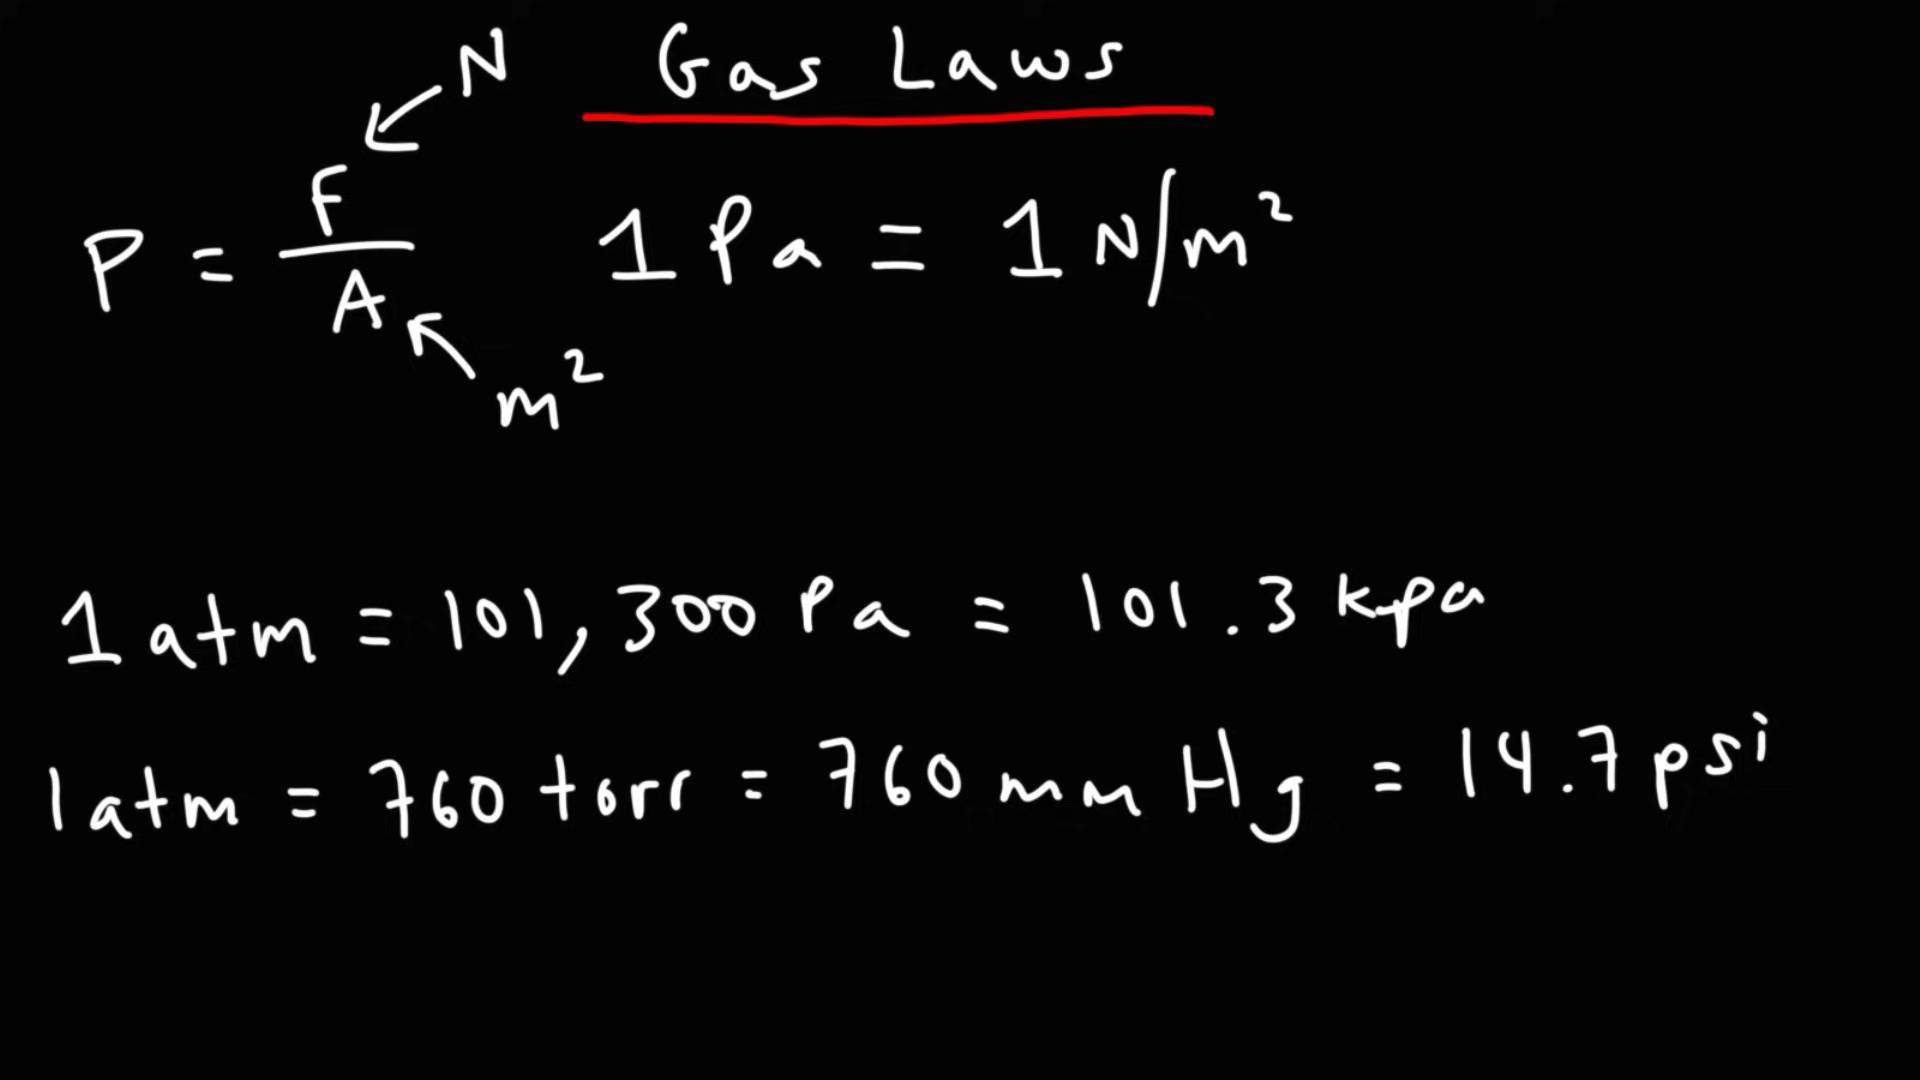 Gas Laws
N
P = F/A
m²
1 Pa = 1 N/m²
1 atm = 101,300 Pa = 101.3 kpa
1 atm = 760 torr = 760 mm Hg = 14.7 psi